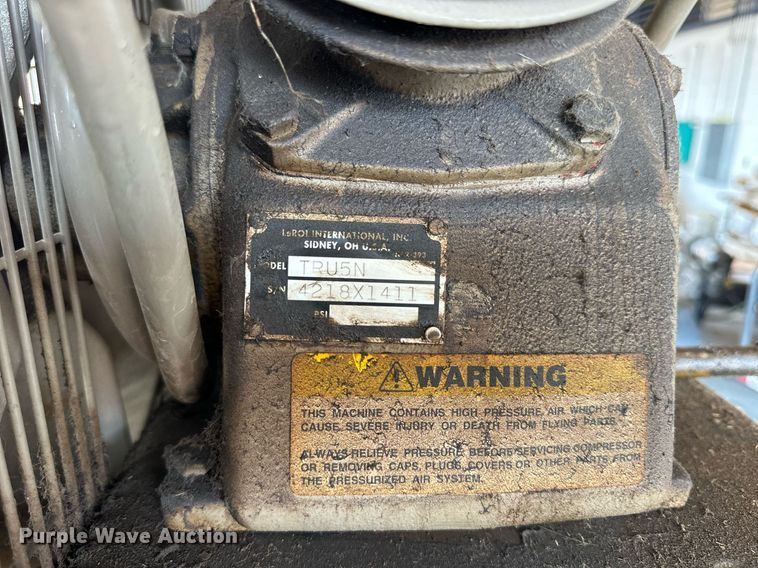 LeROI INTERNATIONAL, INC.
SIDNEY, OH U.S.A.
MODEL TRU5N
S/N 4218X1411
PSI
WARNING
THIS MACHINE CONTAINS HIGH PRESSURE AIR WHICH CAN
CAUSE SEVERE INJURY OR DEATH FROM FLYING PARTS.
ALWAYS RELIEVE PRESSURE BEFORE SERVICING COMPRESSOR
OR REMOVING CAPS, PLUGS, COVERS OR OTHER PARTS FROM
THE PRESSURIZED AIR SYSTEM.
Purple Wave Auction